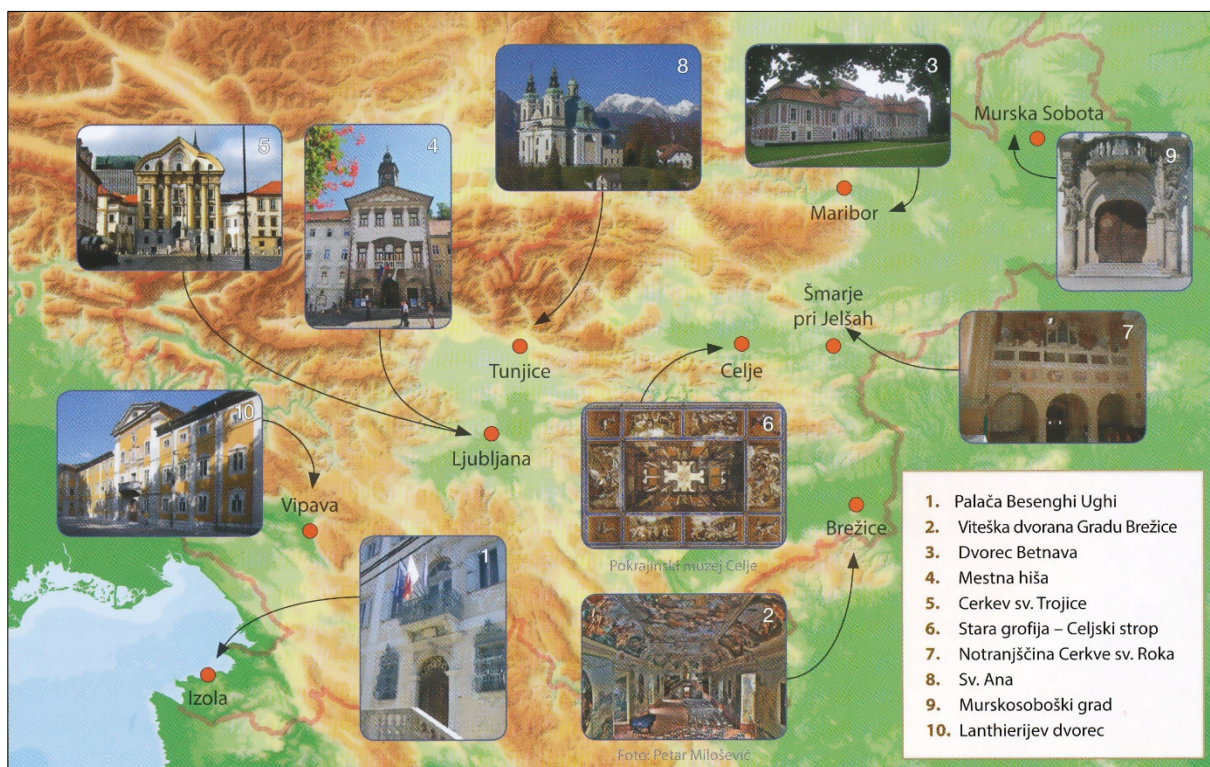 8
3
Murska Sobota
5
4
9
Maribor
Šmarje
pri Jelšah
7
Tunjice
Celje
10
6
Ljubljana
Vipava
Brežice
Pokrajinski muzej Celje
1
2
Izola
Foto: Petar Milošević
1. Palača Besenghi Ughi
2. Viteška dvorana Gradu Brežice
3. Dvorec Betnava
4. Mestna hiša
5. Cerkev sv. Trojice
6. Stara grofija – Celjski strop
7. Notranjščina Cerkve sv. Roka
8. Sv. Ana
9. Murskosoboški grad
10. Lanthierijev dvorec